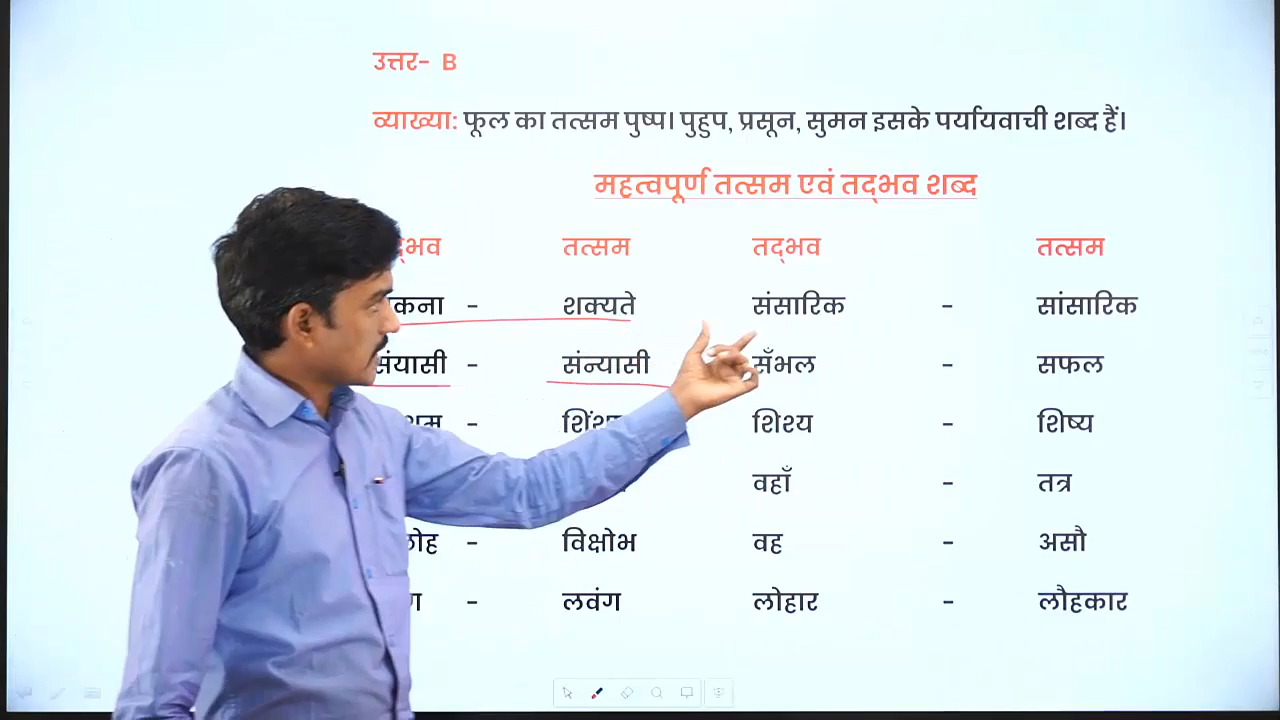 उत्तर- B
व्याख्या: फूल का तत्सम पुष्प। पुहुप, प्रसून, सुमन इसके पर्यायवाची शब्द हैं।
महत्वपूर्ण तत्सम एवं तद्भव शब्द
तत्सम तद्भव - तत्सम
- शक्यते संसारिक - सांसारिक
संयासी - संन्यासी सँभल - सफल
- शिश्य - शिष्य
वहाँ - तत्र
- विक्षोभ वह - असौ
- लवंग लोहार - लौहकार